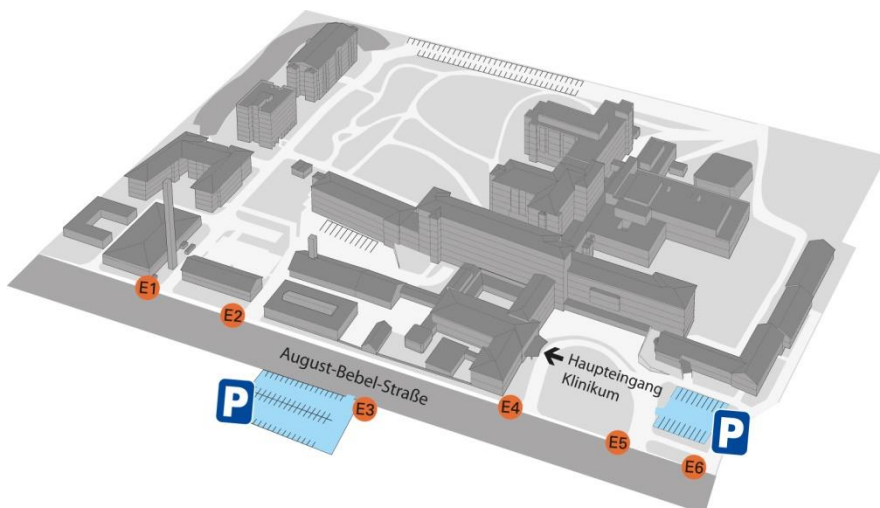 E1
E2
August-Bebel-Straße
P
E3
Haupteingang
Klinikum
E4
E5
P
E6